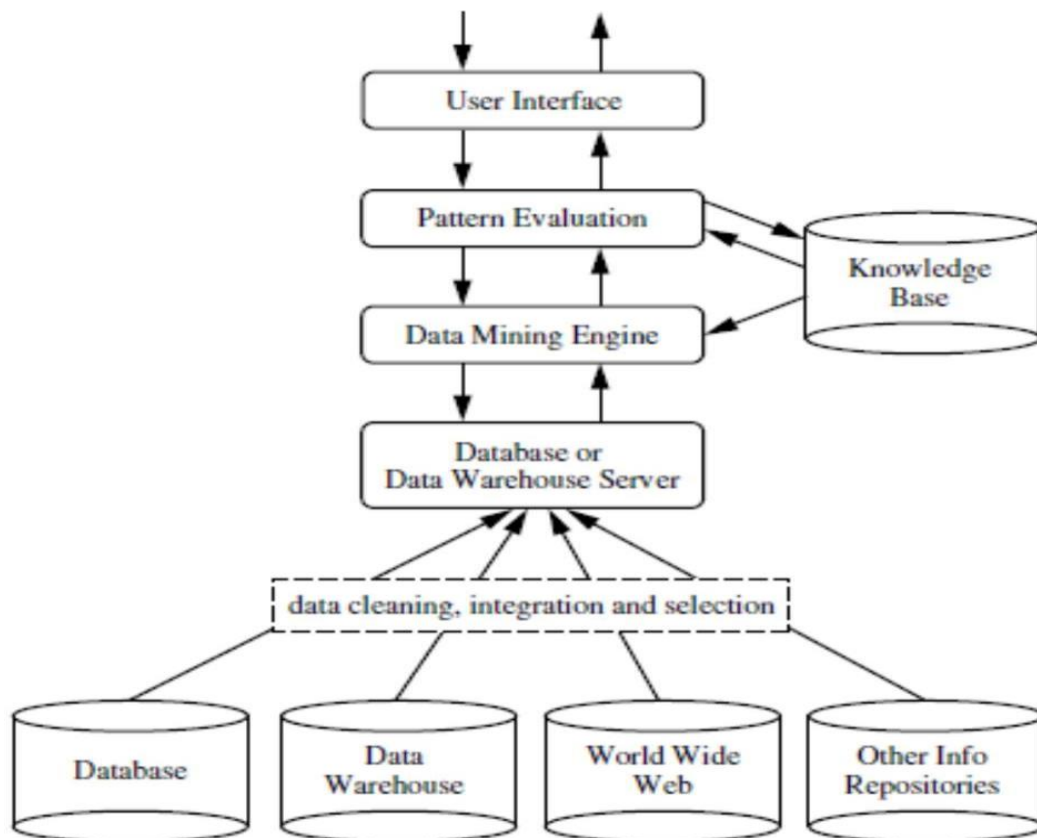 User Interface
Pattern Evaluation
Knowledge
Base
Data Mining Engine
Database or
Data Warehouse Server
data cleaning, integration and selection
Database
Data
Warehouse
World Wide
Web
Other Info
Repositories